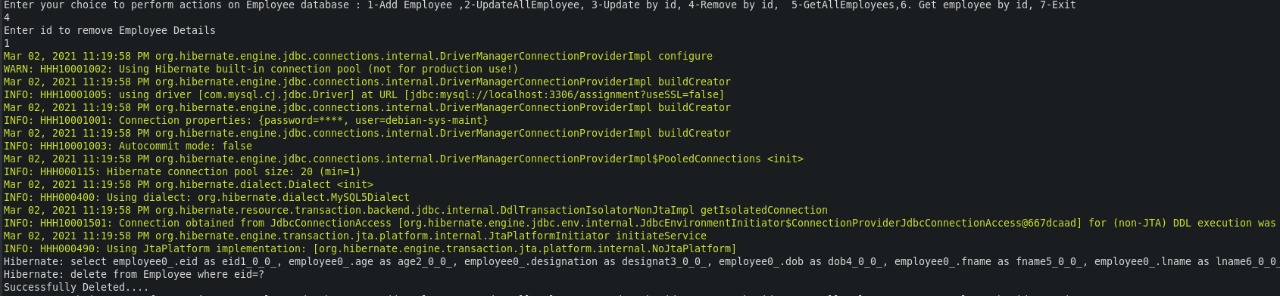 Enter your choice to perform actions on Employee database : 1-Add Employee ,2-UpdateAllEmployee, 3-Update by id, 4-Remove by id,  5-GetAllEmployees,6. Get employee by id, 7-Exit
4
Enter id to remove Employee Details
1
Mar 02, 2021 11:19:58 PM org.hibernate.engine.jdbc.connections.internal.DriverManagerConnectionProviderImpl configure
WARN: HHH10001002: Using Hibernate built-in connection pool (not for production use!)
Mar 02, 2021 11:19:58 PM org.hibernate.engine.jdbc.connections.internal.DriverManagerConnectionProviderImpl buildCreator
INFO: HHH10001005: using driver [com.mysql.cj.jdbc.Driver] at URL [jdbc:mysql://localhost:3306/assignment?useSSL=false]
Mar 02, 2021 11:19:58 PM org.hibernate.engine.jdbc.connections.internal.DriverManagerConnectionProviderImpl buildCreator
INFO: HHH10001001: Connection properties: {password=****, user=debian-sys-maint}
Mar 02, 2021 11:19:58 PM org.hibernate.engine.jdbc.connections.internal.DriverManagerConnectionProviderImpl buildCreator
INFO: HHH10001003: Autocommit mode: false
Mar 02, 2021 11:19:58 PM org.hibernate.engine.jdbc.connections.internal.DriverManagerConnectionProviderImpl$PooledConnections <init>
INFO: HHH000115: Hibernate connection pool size: 20 (min=1)
Mar 02, 2021 11:19:58 PM org.hibernate.dialect.Dialect <init>
INFO: HHH000400: Using dialect: org.hibernate.dialect.MySQL5Dialect
Mar 02, 2021 11:19:58 PM org.hibernate.resource.transaction.backend.jdbc.internal.DdlTransactionIsolatorNonJtaImpl getIsolatedConnection
INFO: HHH10001501: Connection obtained from JdbcConnectionAccess [org.hibernate.engine.jdbc.env.internal.JdbcEnvironmentInitiator$ConnectionProviderJdbcConnectionAccess@667dcaad] for (non-JTA) DDL execution was
Mar 02, 2021 11:19:58 PM org.hibernate.engine.transaction.jta.platform.internal.JtaPlatformInitiator initiateService
INFO: HHH000490: Using JtaPlatform implementation: [org.hibernate.engine.transaction.jta.platform.internal.NoJtaPlatform]
Hibernate: select employee0_.eid as eid1_0_0_, employee0_.age as age2_0_0_, employee0_.designation as designat3_0_0_, employee0_.dob as dob4_0_0_, employee0_.fname as fname5_0_0_, employee0_.lname as lname6_0_0
Hibernate: delete from Employee where eid=?
Successfully Deleted....